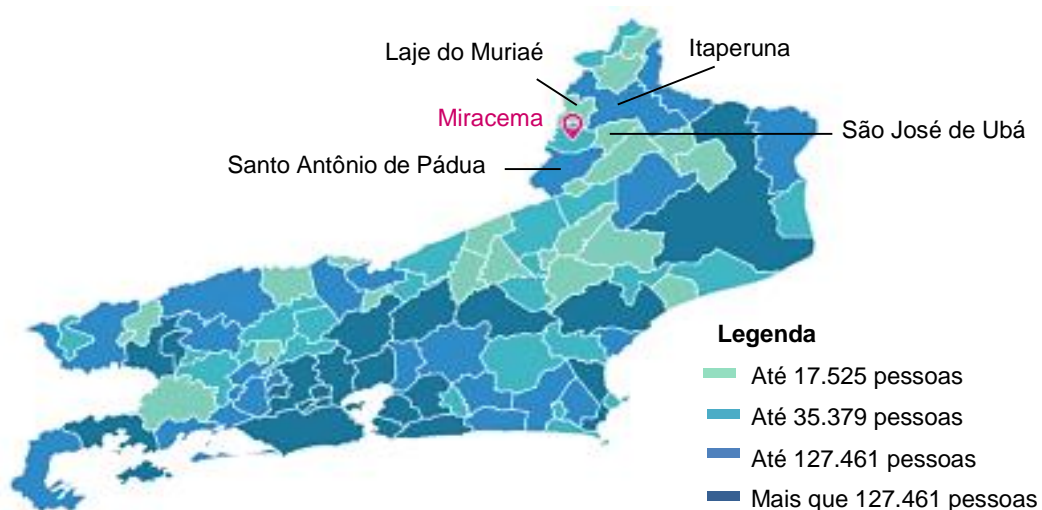 Laje do Muriaé
Itaperuna
Miracema
São José de Ubá
Santo Antônio de Pádua
Legenda
Até 17.525 pessoas
Até 35.379 pessoas
Até 127.461 pessoas
Mais que 127.461 pessoas